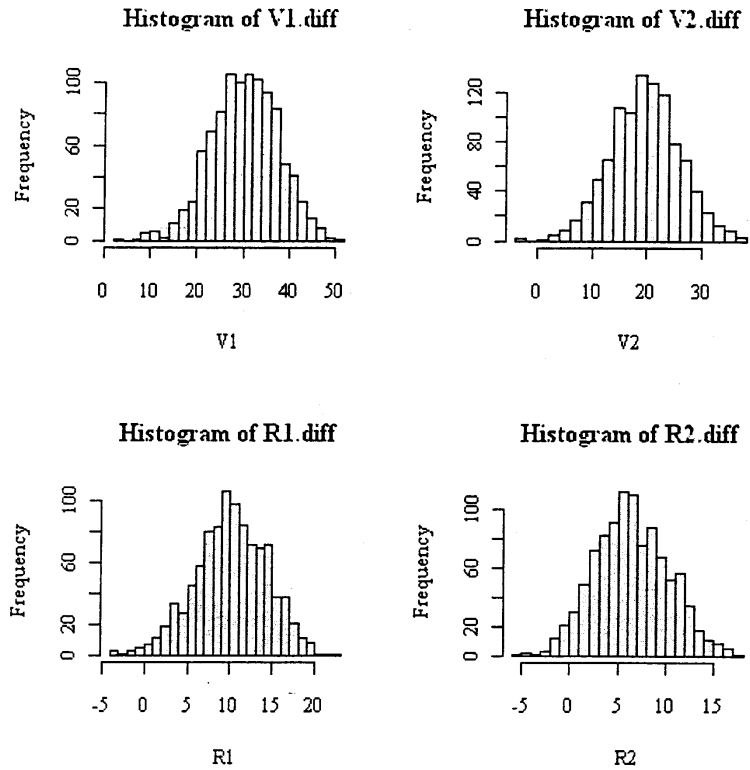 Histogram of V1.diff
Frequency
0 20 60 100
0 10 20 30 40 50
V1
Histogram of V2.diff
Frequency
0 40 80 120
0 10 20 30
V2
Histogram of R1.diff
Frequency
0 20 60 100
-5 0 5 10 15 20
R1
Histogram of R2.diff
Frequency
0 20 60 100
-5 0 5 10 15
R2